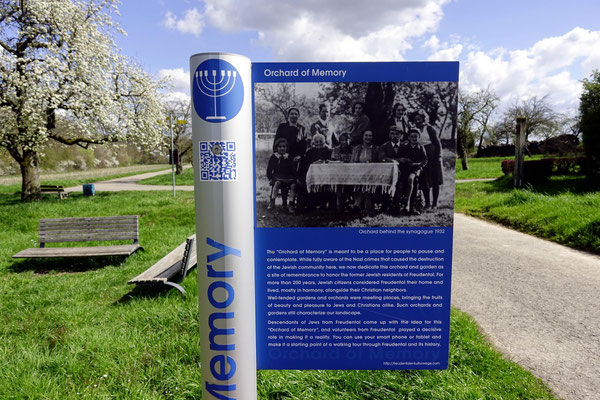 Orchard of Memory
Orchard behind the synagogue 1932
The "Orchard of Memory" is meant to be a place for people to pause and
contemplate. While fully aware of the Nazi crimes that caused the destruction
of the Jewish community here, we now dedicate this orchard and garden as
a site of remembrance to honor the former Jewish residents of Freudental. For
more than 200 years, Jewish citizens considered Freudental their home and
lived, mostly in harmony, alongside their Christian neighbors.
Well-tended gardens and orchards were meeting places, bringing the fruits
of beauty and pleasure to Jews and Christians alike. Such orchards and
gardens still characterize our landscape.
Descendants of Jews from Freudental came up with the idea for this
"Orchard of Memory", and volunteers from Freudental played a decisive
role in making it a reality. You can use your smart phone or tablet and
make it a starting point of a walking tour through Freudental and its history.
Memory